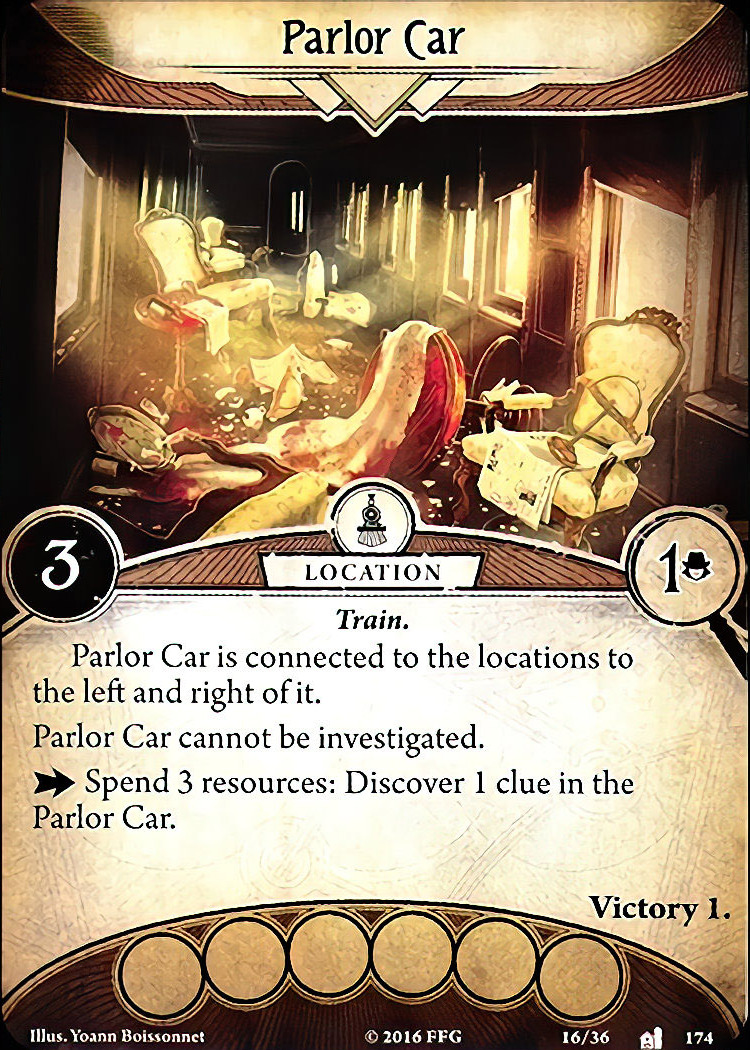 Parlor Car
3
1
LOCATION
Train.
Parlor Car is connected to the locations to
the left and right of it.
Parlor Car cannot be investigated.
Spend 3 resources: Discover 1 clue in the
Parlor Car.
Victory 1.
Illus. Yoann Boissonnet
© 2016 FFG
16/36
174